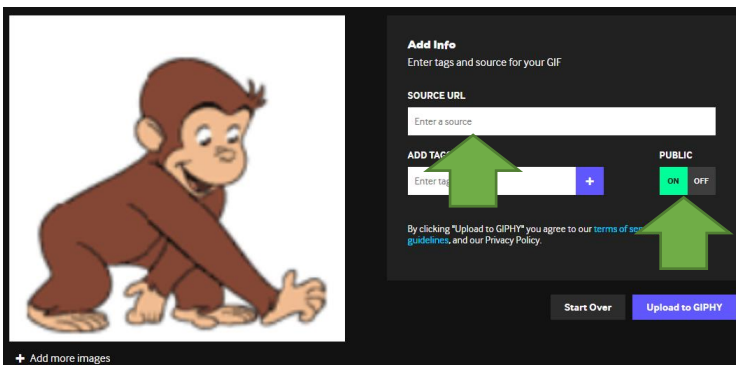 Add Info
Enter tags and source for your GIF
SOURCE URL
Enter a source
ADD TAGS
PUBLIC
Enter
+
ON OFF
By clicking "Upload to GIPHY" you agree to our terms of
guidelines, and our Privacy Policy.
Start Over
Upload to GIPHY
+ Add more images